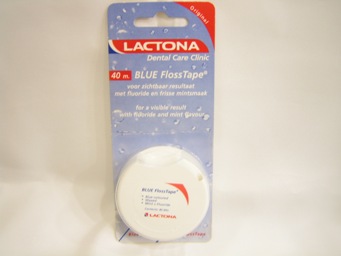 Original
LACTONA
Dental Care Clinic
40 m. BLUE FlossTape®
voor zichtbaar resultaat
met fluoride en frisse mintsmaak
for a visible result
with fluoride and mint flavour
BLUE FlossTape®
LACTONA